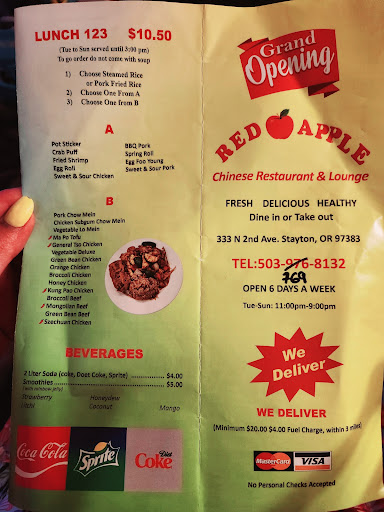 LUNCH 123 $10.50
(Tue to Sun served until 3:00 pm)
To go order do not come with soup
1) Choose Steamed Rice
or Pork Fried Rice
2) Choose One From A
3) Choose One from B
A
Pot Sticker
Crab Puff
Fried Shrimp
Egg Roll
Sweet & Sour Chicken
BBQ Pork
Spring Roll
Egg Foo Young
Sweet & Sour Pork
B
Pork Chow Mein
Chicken Subgum Chow Mein
Vegetably Lo Mein
Ma Po Tofu
General Tso Chicken
Vegetable Deluxe
Green Bean Chicken
Orange Chicken
Broccoli Chicken
Honey Chicken
Kung Pao Chicken
Broccoli Beef
Mongolian Beef
Green Bean Beef
Szechuan Chicken
BEVERAGES
2 Liter Soda (coke, Doet Coke, Sprite) ................ $4.00
Smoothies ................ $5.00
(with rainbow jelly)
Strawberry Honeydew
Litchi Coconut Mango
Coca-Cola
Sprite
Diet
Coke
Grand
Opening
RED APPLE
Chinese Restaurant & Lounge
FRESH DELICIOUS HEALTHY
Dine in or Take out
333 N 2nd Ave. Stayton, OR 97383
TEL:503-976-8132
769
OPEN 6 DAYS A WEEK
Tue-Sun: 11:00pm-9:00pm
We
Deliver
WE DELIVER
(Minimum $20.00 $4.00 Fuel Charge, within 3 miles)
MasterCard VISA
No Personal Checks Accepted